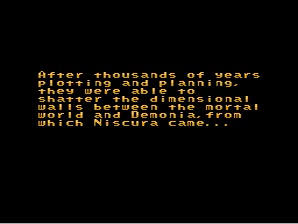 After thousands of years
plotting and planning,
they were able to
shatter the dimensional
walls between the mortal
world and Demonia,from
which Niscura came...